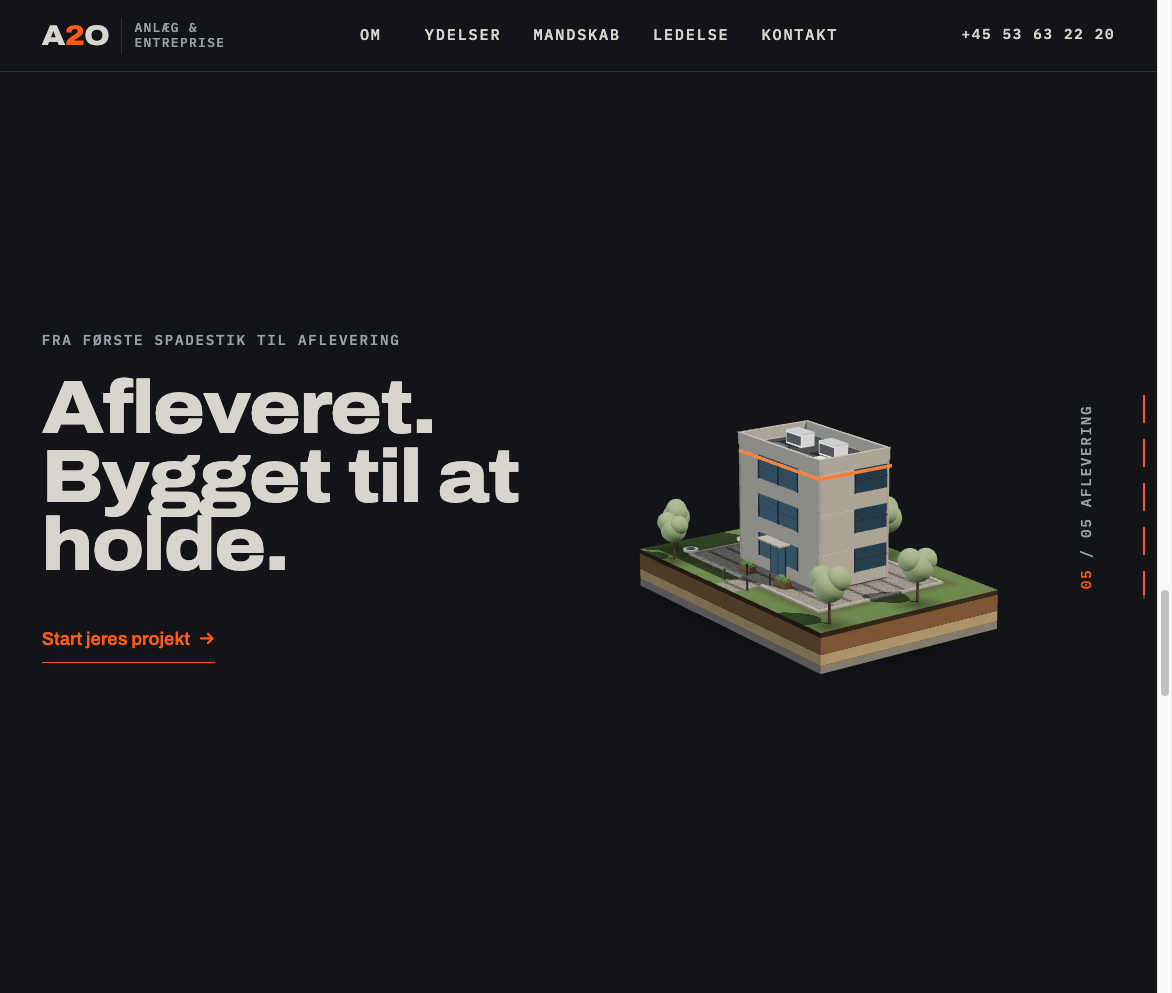 A2O
ANLÆG &
ENTREPRISE
OM YDELSER MANDSKAB LEDELSE KONTAKT
+45 53 63 22 20
FRA FØRSTE SPADESTIK TIL AFLEVERING
Afleveret.
Bygget til at
holde.
Start jeres projekt →
05 / 05 AFLEVERING